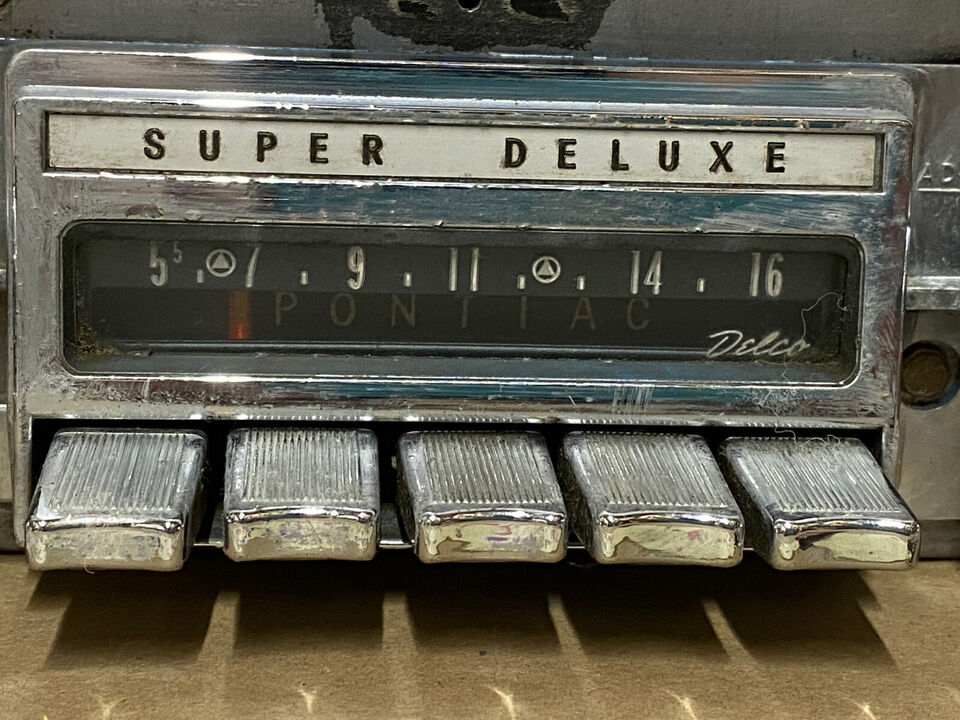 SUPER DELUXE
55 7 9 11 14 16
PONTIAC
Delco